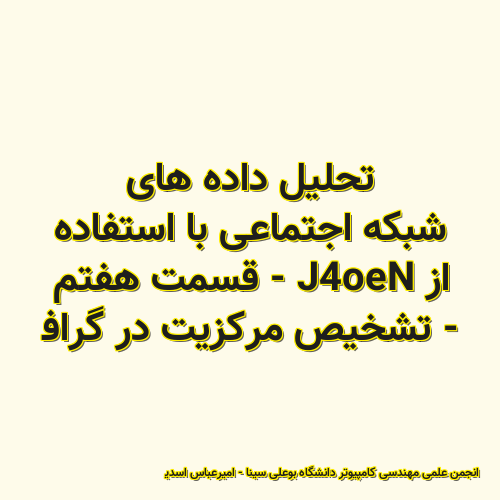 تحلیل داده های
شبکه اجتماعی با استفاده
از J4oeN - قسمت هفتم
- تشخیص مرکزیت در گراف
انجمن علمی مهندسی کامپیوتر دانشگاه بوعلی سینا - امیرعباس اسدی